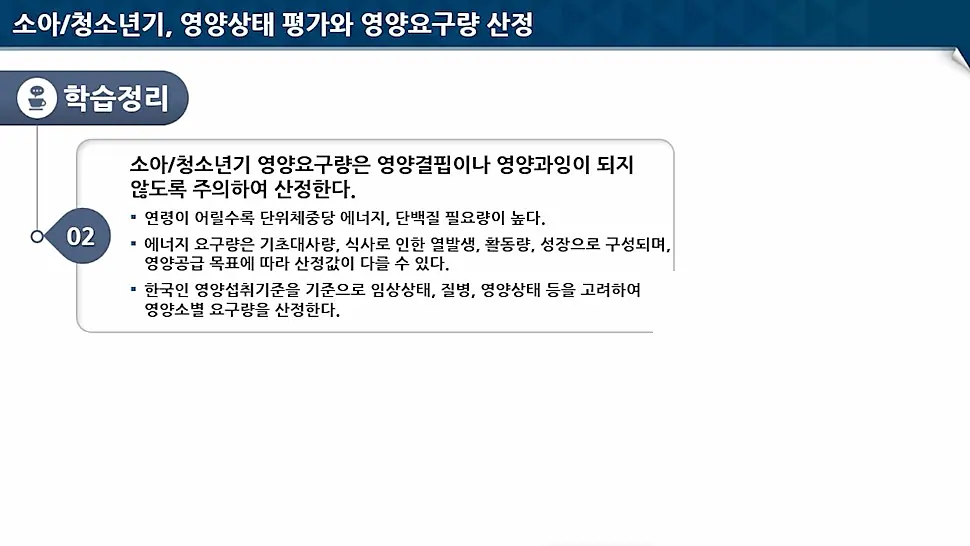 소아/청소년기, 영양상태 평가와 영양요구량 산정
학습정리
소아/청소년기 영양요구량은 영양결핍이나 영양과잉이 되지
않도록 주의하여 산정한다.
02
▪ 연령이 어릴수록 단위체중당 에너지, 단백질 필요량이 높다.
▪ 에너지 요구량은 기초대사량, 식사로 인한 열발생, 활동량, 성장으로 구성되며,
영양공급 목표에 따라 산정값이 다를 수 있다.
▪ 한국인 영양섭취기준을 기준으로 임상상태, 질병, 영양상태 등을 고려하여
영양소별 요구량을 산정한다.